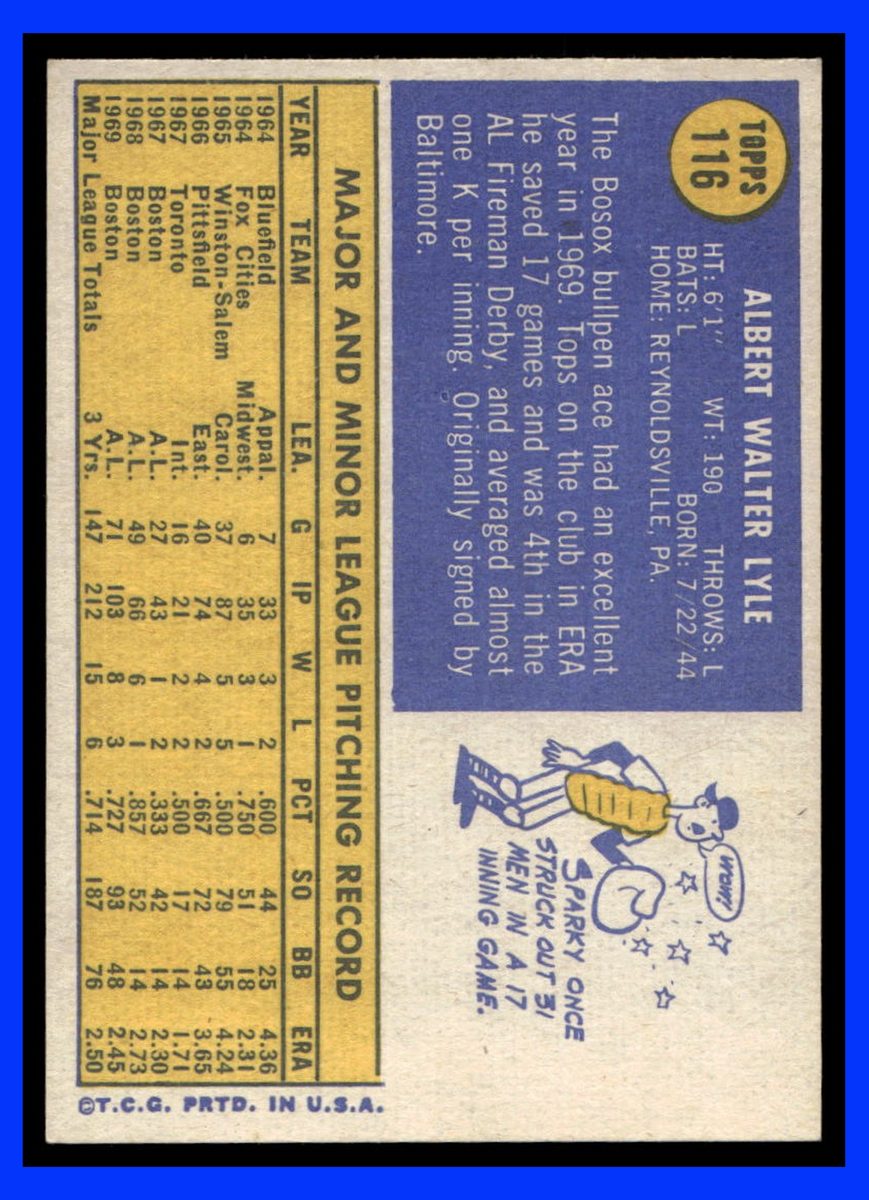 TOPPS
116
ALBERT WALTER LYLE
HT: 6'1" WT: 190 THROWS: L
BATS: L BORN: 7/22/44
HOME: REYNOLDSVILLE, PA.
The Bosox bullpen ace had an excellent
year in 1969. Tops on the club in ERA
he saved 17 games and was 4th in the
AL Fireman Derby, and averaged almost
one K per inning. Originally signed by
Baltimore.
WOW!
SPARKY ONCE
STRUCK OUT 31
MEN IN A 17
INNING GAME.
MAJOR AND MINOR LEAGUE PITCHING RECORD
YEAR TEAM LEA. G IP W L PCT SO BB ERA
1964 Bluefield Appal. 7 33 3 2 .600 44 25 4.36
1964 Fox Cities Midwest. 6 35 3 1 .750 51 18 2.31
1965 Winston-Salem Carol. 37 87 5 5 .500 79 55 4.24
1966 Pittsfield East. 40 74 4 2 .667 72 43 3.65
1967 Toronto Int. 16 21 2 2 .500 17 14 1.71
1967 Boston A.L. 27 43 1 2 .333 42 14 2.30
1968 Boston A.L. 49 66 6 1 .857 52 14 2.73
1969 Boston A.L. 71 103 8 3 .727 93 48 2.45
Major League Totals 3 Yrs. 147 212 15 6 .714 187 76 2.50
©T.C.G. PRTD. IN U.S.A.